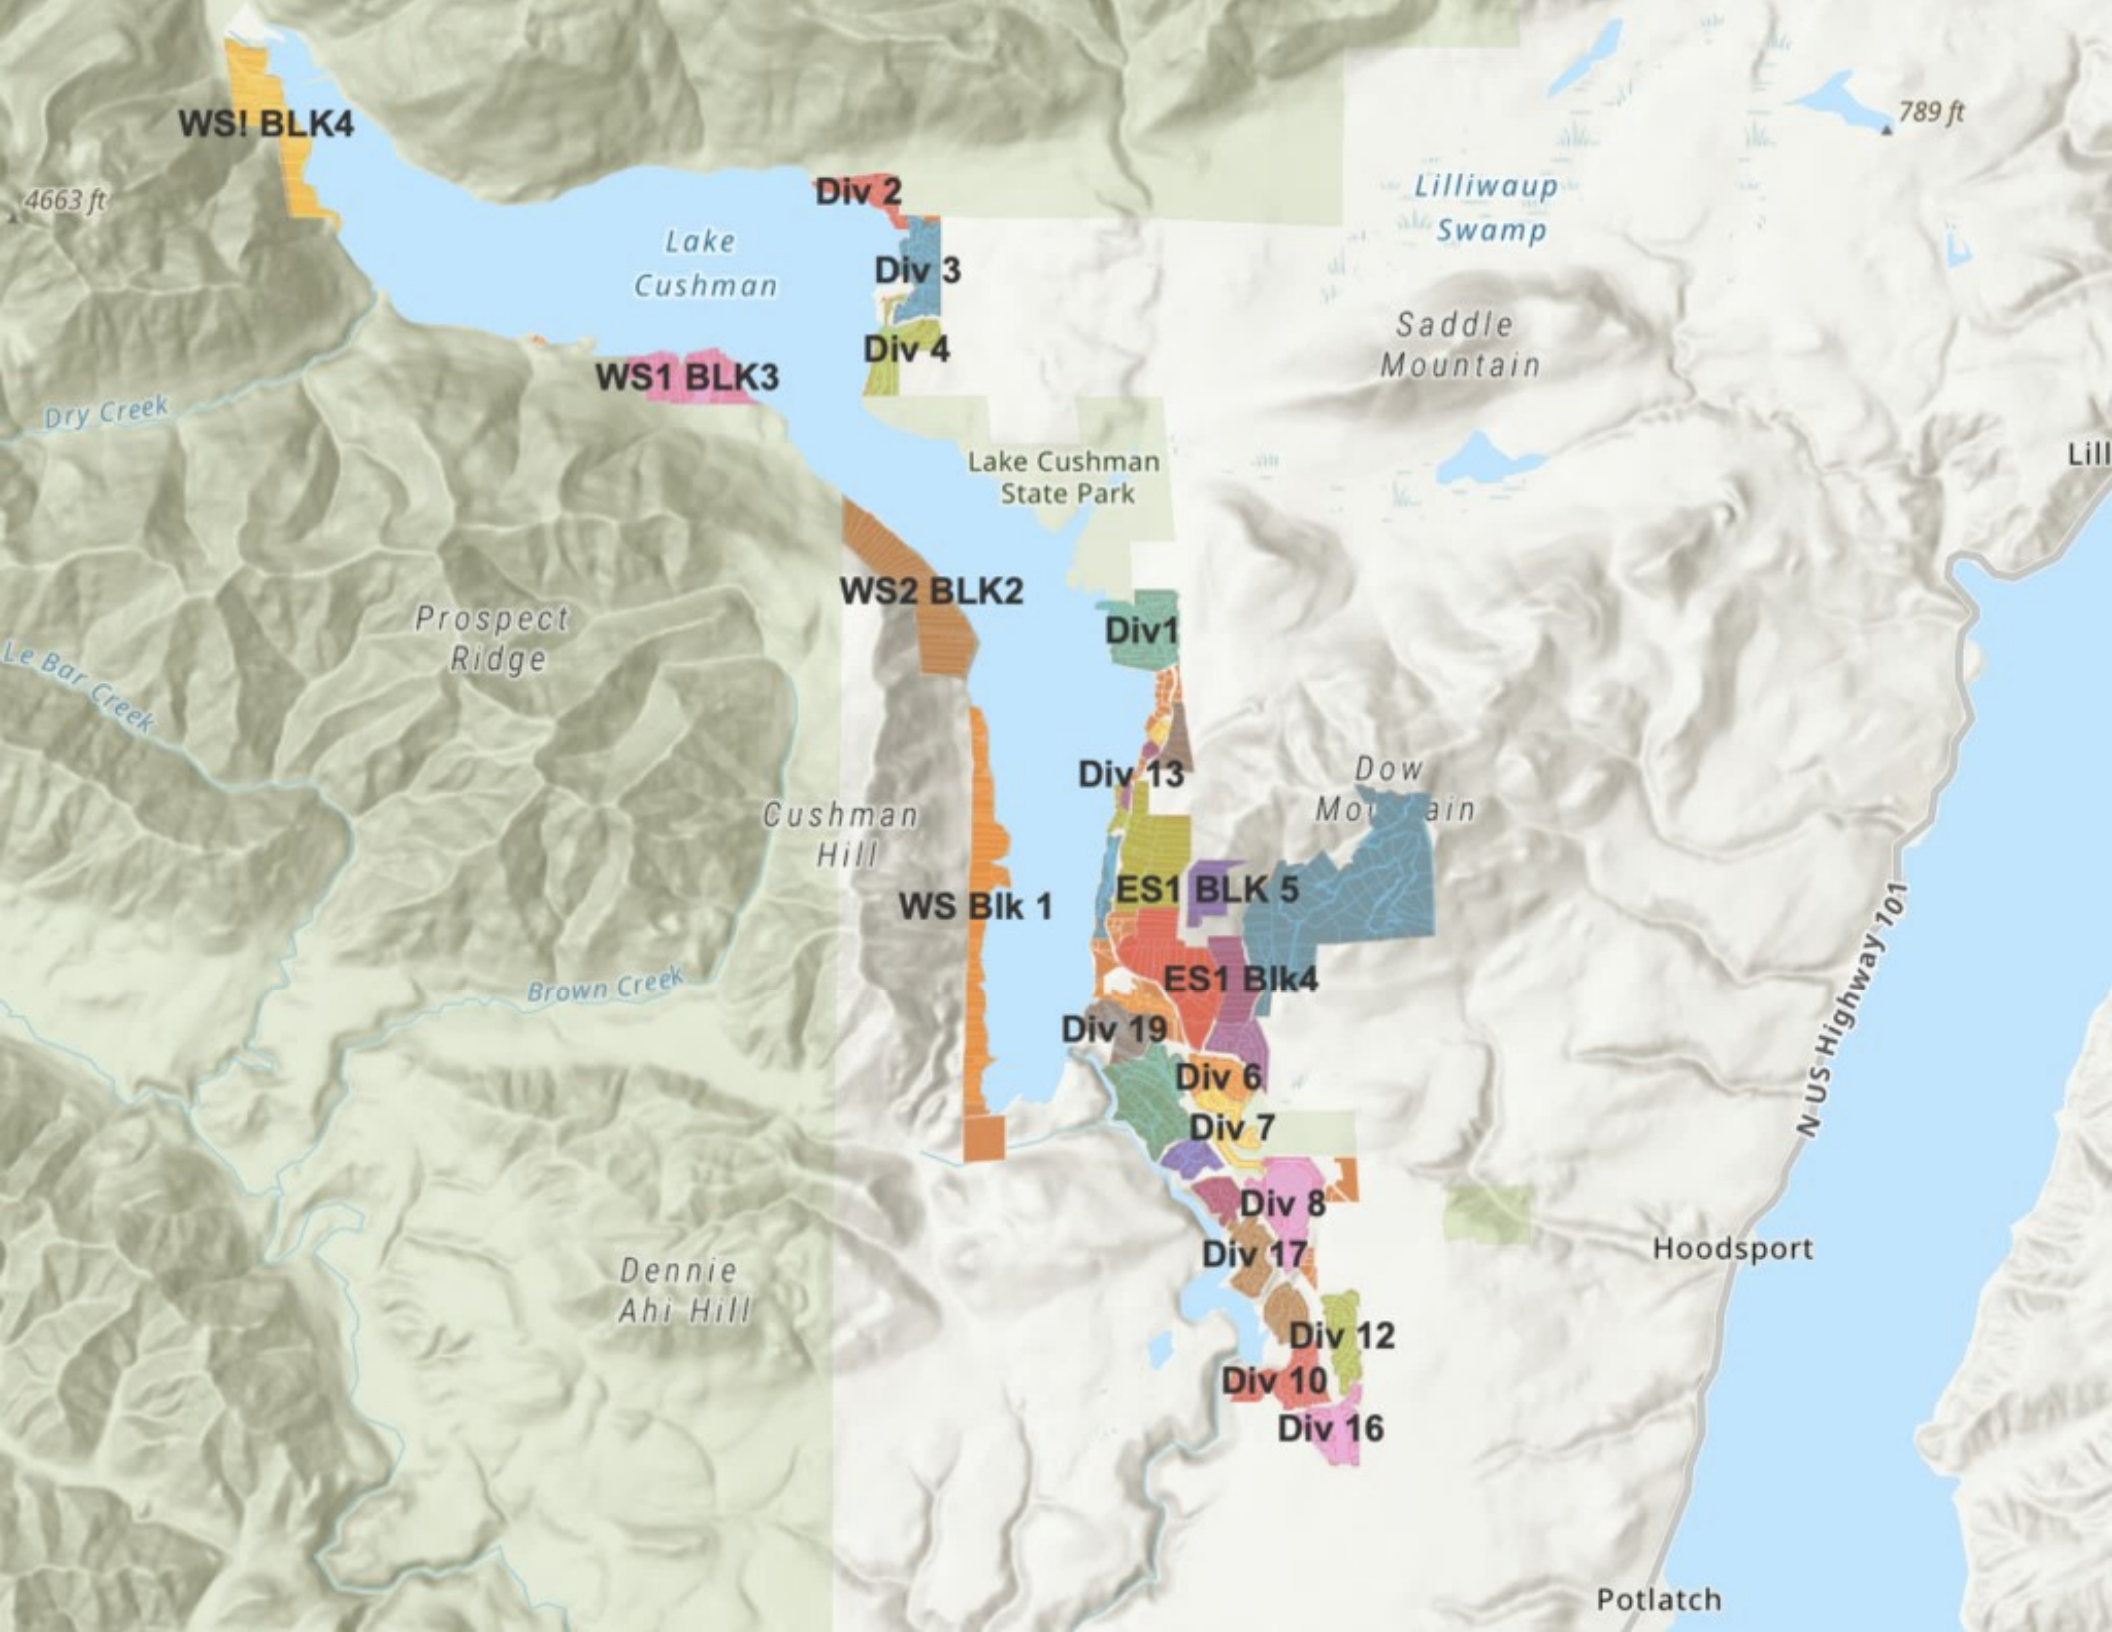 789 ft
WS! BLK4
4663 ft
Div 2
Lilliwaup
Swamp
Lake
Cushman
Div 3
Saddle
Mountain
Div 4
WS1 BLK3
Dry Creek
Lake Cushman
State Park
Lill
WS2 BLK2
Prospect
Ridge
Div1
Le Bar Creek
Div 13
Dow
Mou ain
Cushman
Hill
ES1 BLK 5
WS Blk 1
N US Highway 101
ES1 Blk4
Brown Creek
Div 19
Div 6
Div 7
Div 8
Div 17
Hoodsport
Dennie
Ahi Hill
Div 12
Div 10
Div 16
Potlatch